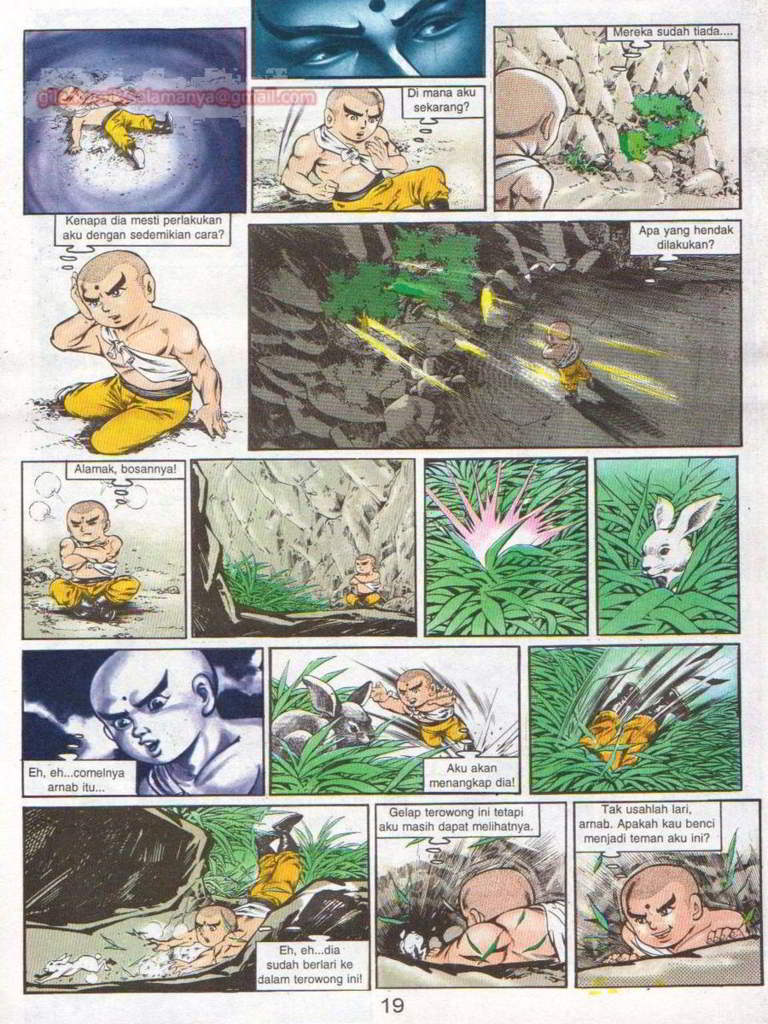 Di mana aku
sekarang?
Mereka sudah tiada....
Kenapa dia mesti perlakukan
aku dengan sedemikian cara?
Apa yang hendak
dilakukan?
Alamak, bosannya!
Eh, eh...comelnya
arnab itu...
Aku akan
menangkap dia!
Eh, eh...dia
sudah berlari ke
dalam terowong ini!
Gelap terowong ini tetapi
aku masih dapat melihatnya.
Tak usahlah lari,
arnab. Apakah kau benci
menjadi teman aku ini?
19